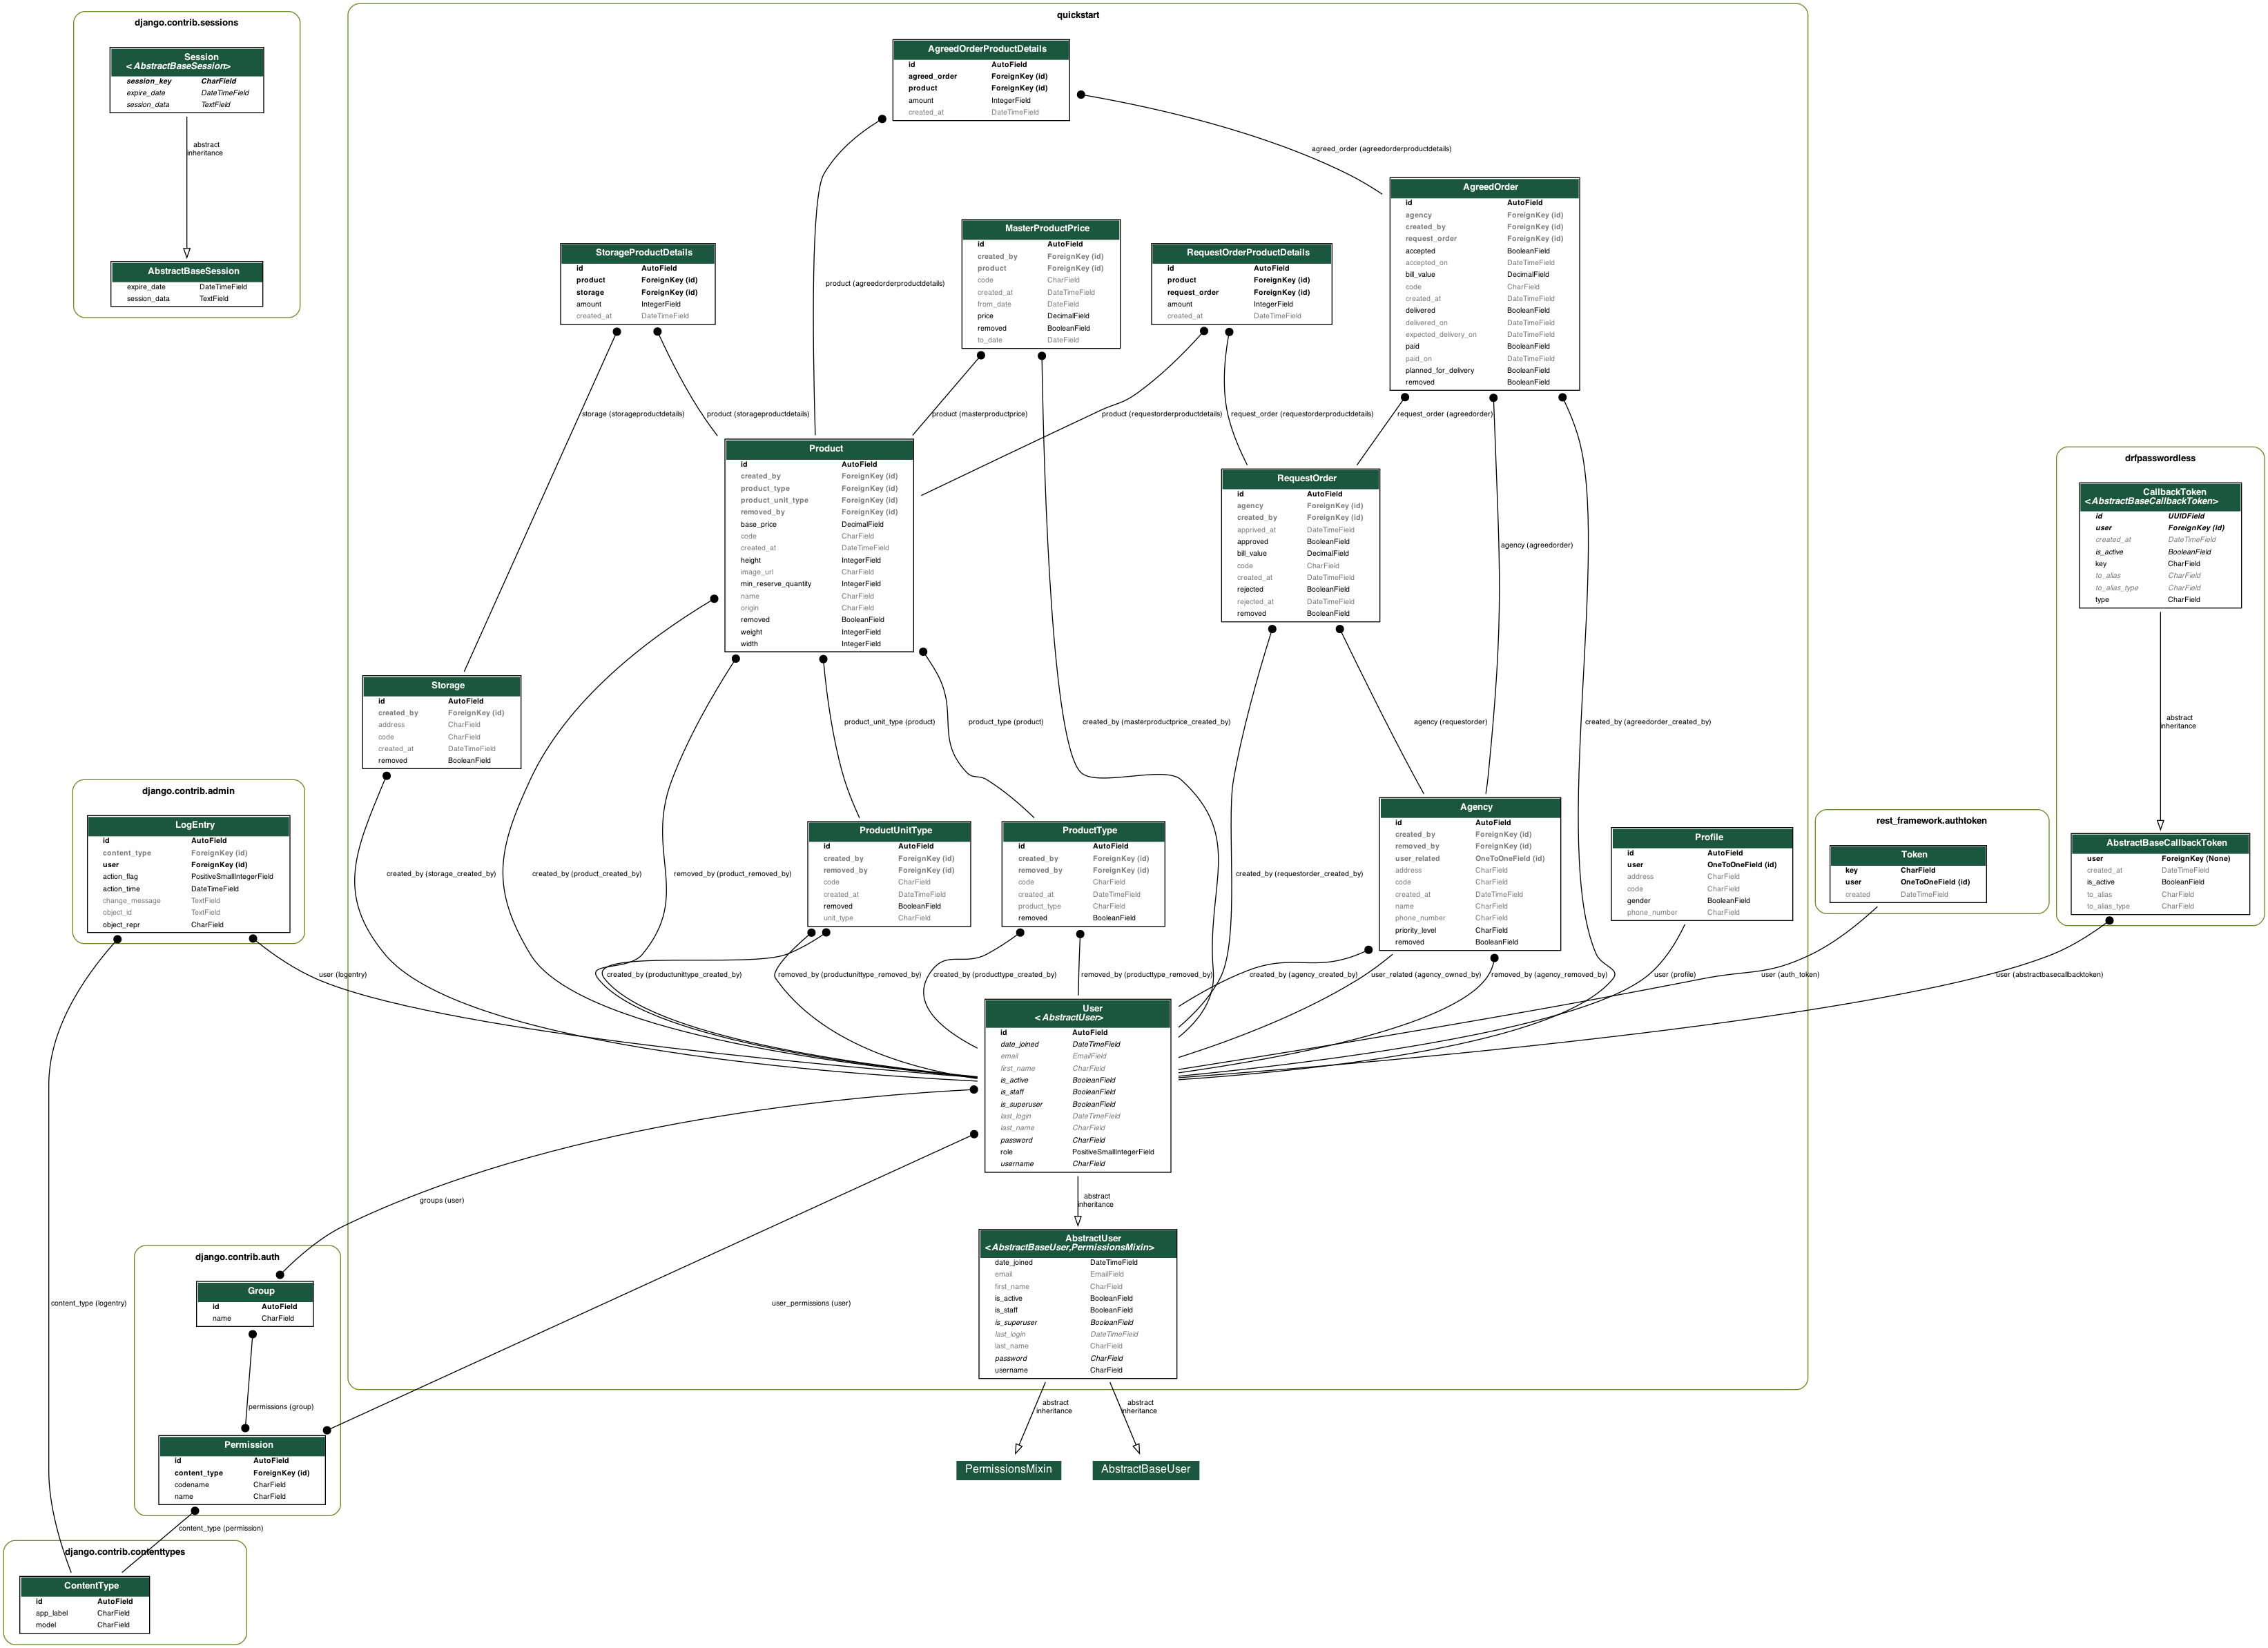 django.contrib.sessions
Session
<AbstractBaseSession>
session_key CharField
expire_date DateTimeField
session_data TextField
abstract
inheritance
AbstractBaseSession
expire_date DateTimeField
session_data TextField
quickstart
AgreedOrderProductDetails
id AutoField
agreed_order ForeignKey (id)
product ForeignKey (id)
amount IntegerField
created_at DateTimeField
agreed_order (agreedorderproductdetails)
AgreedOrder
id AutoField
agency ForeignKey (id)
created_by ForeignKey (id)
request_order ForeignKey (id)
accepted BooleanField
accepted_on DateTimeField
bill_value DecimalField
code CharField
created_at DateTimeField
delivered BooleanField
delivered_on DateTimeField
expected_delivery_on DateTimeField
paid BooleanField
paid_on DateTimeField
planned_for_delivery BooleanField
removed BooleanField
StorageProductDetails
id AutoField
product ForeignKey (id)
storage ForeignKey (id)
amount IntegerField
created_at DateTimeField
product (agreedorderproductdetails)
MasterProductPrice
id AutoField
created_by ForeignKey (id)
product ForeignKey (id)
code CharField
created_at DateTimeField
from_date DateField
price DecimalField
removed BooleanField
to_date DateField
RequestOrderProductDetails
id AutoField
product ForeignKey (id)
request_order ForeignKey (id)
amount IntegerField
created_at DateTimeField
storage (storageproductdetails)
product (storageproductdetails)
product (masterproductprice)
product (requestorderproductdetails)
request_order (requestorderproductdetails)
request_order (agreedorder)
Product
id AutoField
created_by ForeignKey (id)
product_type ForeignKey (id)
product_unit_type ForeignKey (id)
removed_by ForeignKey (id)
base_price DecimalField
code CharField
created_at DateTimeField
height IntegerField
image_url CharField
min_reserve_quantity IntegerField
name CharField
origin CharField
removed BooleanField
weight IntegerField
width IntegerField
RequestOrder
id AutoField
agency ForeignKey (id)
created_by ForeignKey (id)
apprived_at DateTimeField
approved BooleanField
bill_value DecimalField
code CharField
created_at DateTimeField
rejected BooleanField
rejected_at DateTimeField
removed BooleanField
agency (agreedorder)
drfpasswordless
CallbackToken
<AbstractBaseCallbackToken>
id UUIDField
user ForeignKey (id)
created_at DateTimeField
is_active BooleanField
key CharField
to_alias CharField
to_alias_type CharField
type CharField
abstract
inheritance
AbstractBaseCallbackToken
user ForeignKey (None)
created_at DateTimeField
is_active BooleanField
to_alias CharField
to_alias_type CharField
Storage
id AutoField
created_by ForeignKey (id)
address CharField
code CharField
created_at DateTimeField
removed BooleanField
product_unit_type (product)
product_type (product)
created_by (masterproductprice_created_by)
agency (requestorder)
created_by (agreedorder_created_by)
django.contrib.admin
LogEntry
id AutoField
content_type ForeignKey (id)
user ForeignKey (id)
action_flag PositiveSmallIntegerField
action_time DateTimeField
change_message TextField
object_id TextField
object_repr CharField
created_by (storage_created_by)
created_by (product_created_by)
removed_by (product_removed_by)
ProductUnitType
id AutoField
created_by ForeignKey (id)
removed_by ForeignKey (id)
code CharField
created_at DateTimeField
removed BooleanField
unit_type CharField
ProductType
id AutoField
created_by ForeignKey (id)
removed_by ForeignKey (id)
code CharField
created_at DateTimeField
product_type CharField
removed BooleanField
created_by (requestorder_created_by)
Agency
id AutoField
created_by ForeignKey (id)
removed_by ForeignKey (id)
user_related OneToOneField (id)
address CharField
code CharField
created_at DateTimeField
name CharField
phone_number CharField
priority_level CharField
removed BooleanField
Profile
id AutoField
user OneToOneField (id)
address CharField
code CharField
gender BooleanField
phone_number CharField
rest_framework.authtoken
Token
key CharField
user OneToOneField (id)
created DateTimeField
user (logentry)
created_by (productunittype_created_by)
removed_by (productunittype_removed_by)
created_by (producttype_created_by)
removed_by (producttype_removed_by)
created_by (agency_created_by)
user_related (agency_owned_by)
removed_by (agency_removed_by)
user (profile)
user (auth_token)
user (abstractbasecallbacktoken)
User
<AbstractUser>
id AutoField
date_joined DateTimeField
email EmailField
first_name CharField
is_active BooleanField
is_staff BooleanField
is_superuser BooleanField
last_login DateTimeField
last_name CharField
password CharField
role PositiveSmallIntegerField
username CharField
groups (user)
abstract
inheritance
AbstractUser
<AbstractBaseUser,PermissionsMixin>
date_joined DateTimeField
email EmailField
first_name CharField
is_active BooleanField
is_staff BooleanField
is_superuser BooleanField
last_login DateTimeField
last_name CharField
password CharField
username CharField
django.contrib.auth
Group
id AutoField
name CharField
content_type (logentry)
user_permissions (user)
permissions (group)
abstract
inheritance
abstract
inheritance
Permission
id AutoField
content_type ForeignKey (id)
codename CharField
name CharField
PermissionsMixin
AbstractBaseUser
content_type (permission)
django.contrib.contenttypes
ContentType
id AutoField
app_label CharField
model CharField